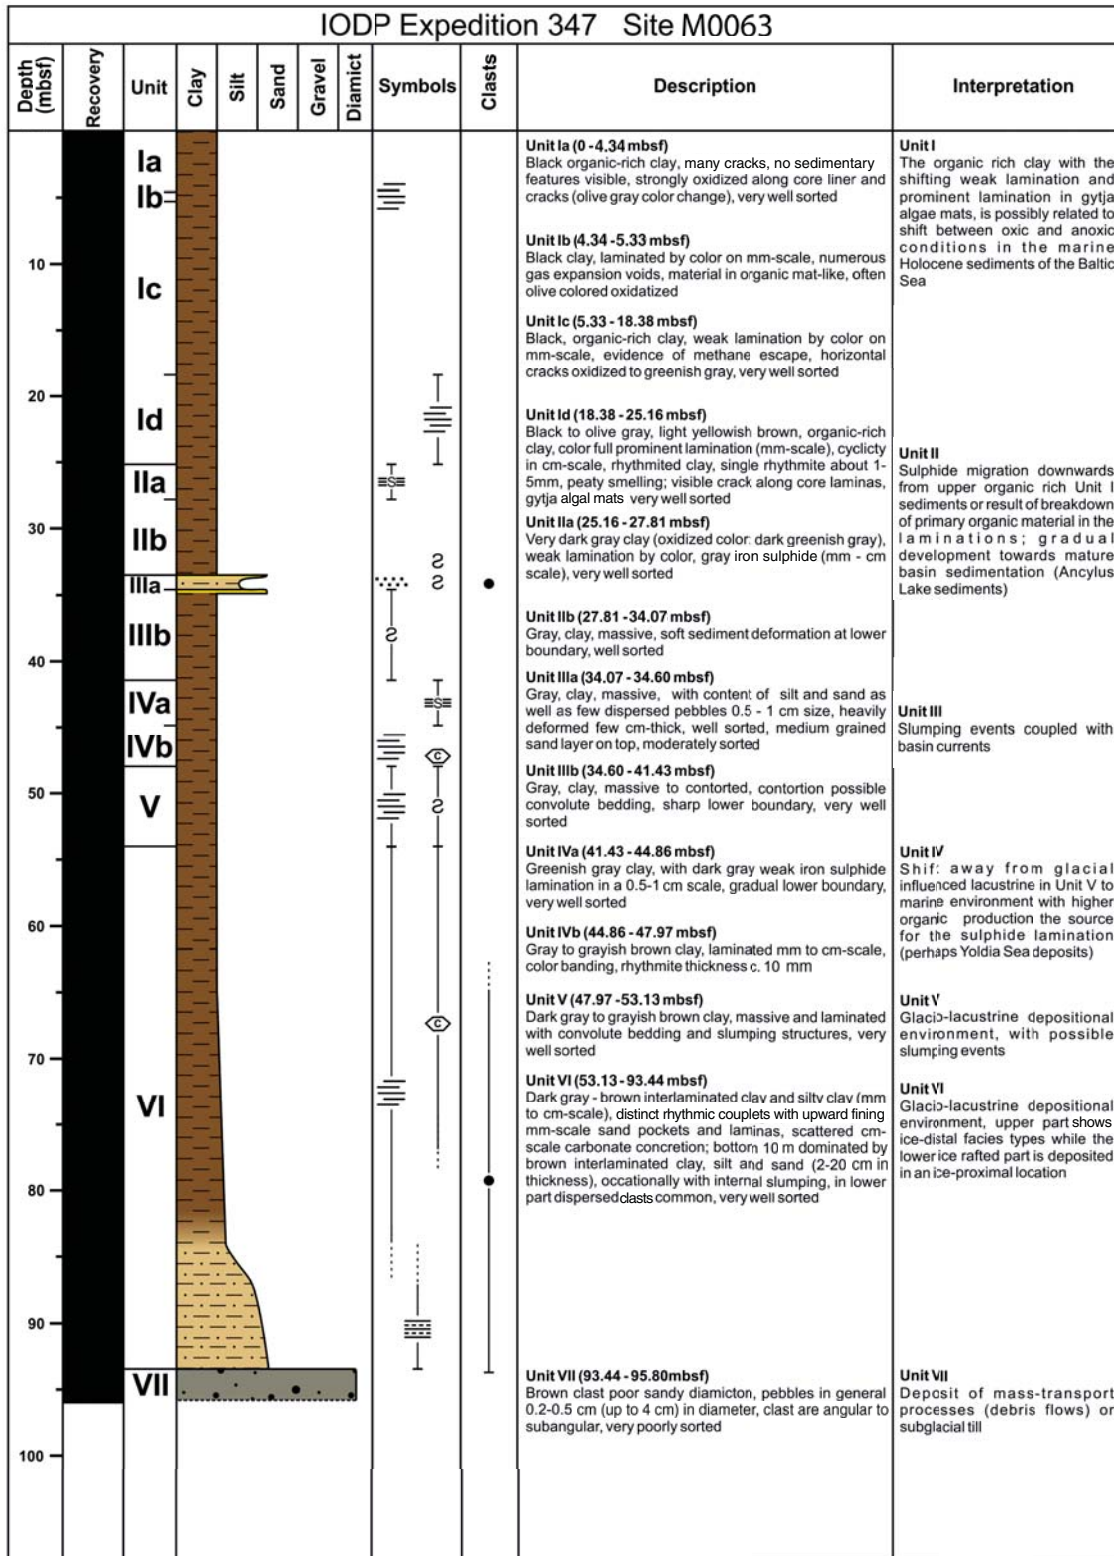 IODP Expedition 347 Site M0063
Depth
(mbsf)
Recovery
Unit
Clay
Silt
Sand
Gravel
Diamict
Symbols
Clasts
Description
Interpretation
10
20
30
40
50
60
70
80
90
100
Ia
Ib
Ic
Id
IIa
IIb
IIIa
IIIb
IVa
IVb
V
VI
VII
S
S
c
c
Unit Ia (0 - 4.34 mbsf)
Black organic-rich clay, many cracks, no sedimentary
features visible, strongly oxidized along core liner and
cracks (olive gray color change), very well sorted
Unit Ib (4.34 - 5.33 mbsf)
Black clay, laminated by color on mm-scale, numerous
gas expansion voids, material in organic mat-like, often
olive colored oxidatized
Unit Ic (5.33 - 18.38 mbsf)
Black, organic-rich clay, weak lamination by color on
mm-scale, evidence of methane escape, horizontal
cracks oxidized to greenish gray, very well sorted
Unit Id (18.38 - 25.16 mbsf)
Black to olive gray, light yellowish brown, organic-rich
clay, color full prominent lamination (mm-scale), cyclicty
in cm-scale, rhythmited clay, single rhythmite about 1-
5mm, peaty smelling; visible crack along core laminas,
gytja algal mats very well sorted
Unit IIa (25.16 - 27.81 mbsf)
Very dark gray clay (oxidized color: dark greenish gray),
weak lamination by color, gray iron sulphide (mm - cm
scale), very well sorted
Unit IIb (27.81 - 34.07 mbsf)
Gray, clay, massive, soft sediment deformation at lower
boundary, well sorted
Unit IIIa (34.07 - 34.60 mbsf)
Gray, clay, massive, with content of silt and sand as
well as few dispersed pebbles 0.5 - 1 cm size, heavily
deformed few cm-thick, well sorted, medium grained
sand layer on top, moderately sorted
Unit IIIb (34.60 - 41.43 mbsf)
Gray, clay, massive to contorted, contortion possible
convolute bedding, sharp lower boundary, very well
sorted
Unit IVa (41.43 - 44.86 mbsf)
Greenish gray clay, with dark gray weak iron sulphide
lamination in a 0.5-1 cm scale, gradual lower boundary,
very well sorted
Unit IVb (44.86 - 47.97 mbsf)
Gray to grayish brown clay, laminated mm to cm-scale,
color banding, rhythmite thickness c. 10 mm
Unit V (47.97 -53.13 mbsf)
Dark gray to grayish brown clay, massive and laminated
with convolute bedding and slumping structures, very
well sorted
Unit VI (53.13 - 93.44 mbsf)
Dark gray - brown interlaminated clay and silty clay (mm
to cm-scale), distinct rhythmic couplets with upward fining
mm-scale sand pockets and laminas, scattered cm-
scale carbonate concretion; bottom 10 m dominated by
brown interlaminated clay, silt and sand (2-20 cm in
thickness), occationally with internal slumping, in lower
part dispersed clasts common, very well sorted
Unit VII (93.44 - 95.80mbsf)
Brown clast poor sandy diamicton, pebbles in general
0.2-0.5 cm (up to 4 cm) in diameter, clast are angular to
subangular, very poorly sorted
Unit I
The organic rich clay with the
shifting weak lamination and
prominent lamination in gytja
algae mats, is possibly related to
shift between oxic and anoxic
conditions in the marine
Holocene sediments of the Baltic
Sea
Unit II
Sulphide migration downwards
from upper organic rich Unit I
sediments or result of breakdown
of primary organic material in the
laminations; gradual
development towards mature
basin sedimentation (Ancylus
Lake sediments)
Unit III
Slumping events coupled with
basin currents
Unit IV
Shift away from glacial
influenced lacustrine in Unit V to
marine environment with higher
organic production the source
for the sulphide lamination
(perhaps Yoldia Sea deposits)
Unit V
Glacio-lacustrine depositional
environment, with possible
slumping events
Unit VI
Glacio-lacustrine depositional
environment, upper part shows
ice-distal facies types while the
lower ice rafted part is deposited
in an ice-proximal location
Unit VII
Deposit of mass-transport
processes (debris flows) or
subglacial till